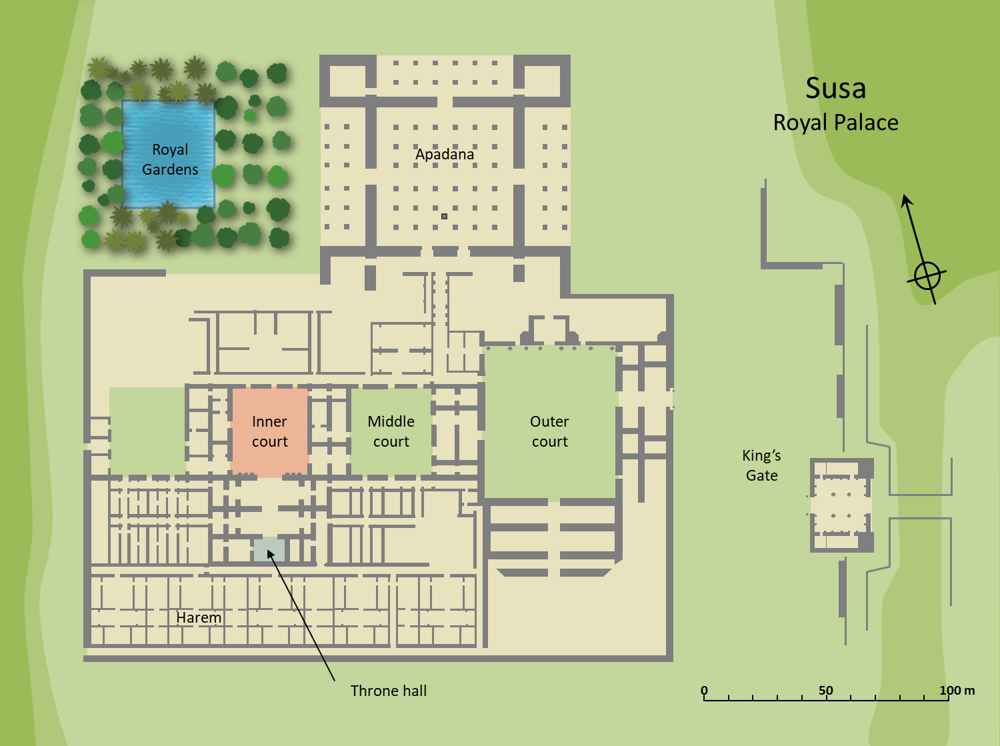 Susa
Royal Palace
Royal
Gardens
Apadana
Inner
court
Middle
court
Outer
court
King's
Gate
Harem
Throne hall
0 50 100 m